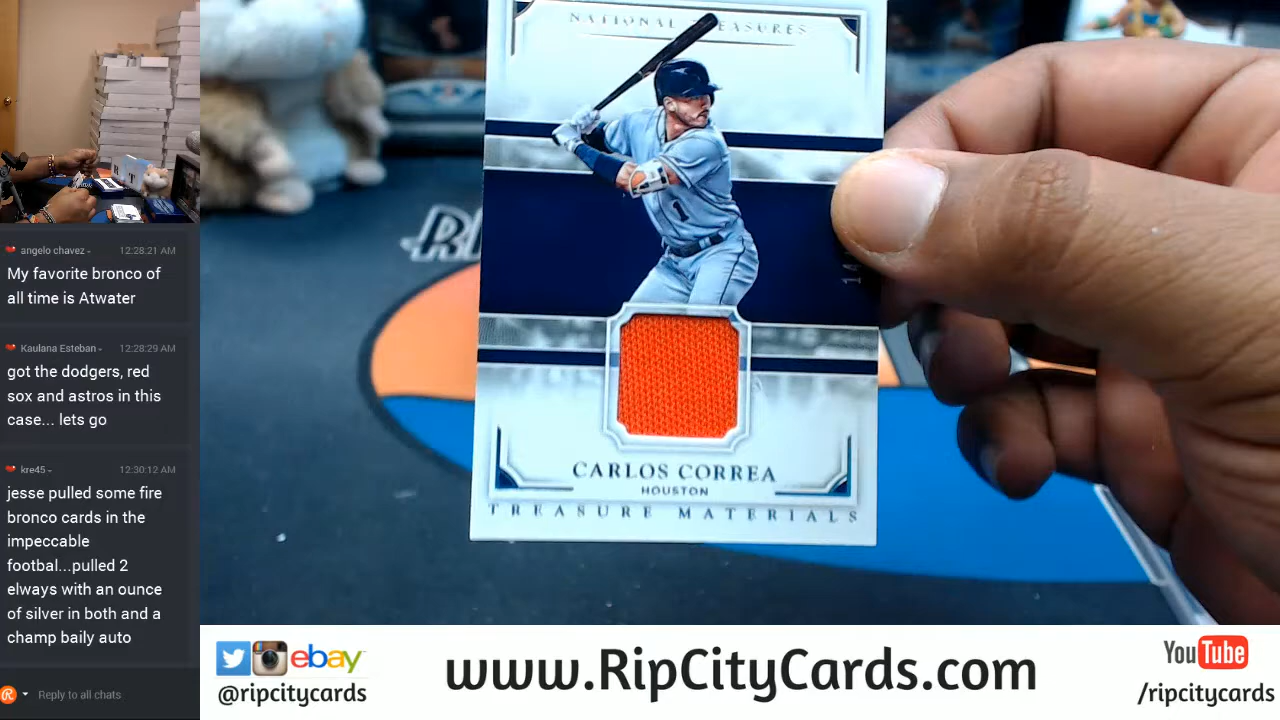 NATIONAL TREASURES
1
CARLOS CORREA
HOUSTON
TREASURE MATERIALS
angelo chavez 12:28:21 AM
My favorite bronco of
all time is Atwater
Kaulana Esteban 12:28:29 AM
got the dodgers, red
sox and astros in this
case... lets go
kre45 12:30:12 AM
jesse pulled some fire
bronco cards in the
impeccable
footbal...pulled 2
elways with an ounce
of silver in both and a
champ baily auto
Reply to all chats
ebay
@ripcitycards
www.RipCityCards.com
YouTube
/ripcitycards